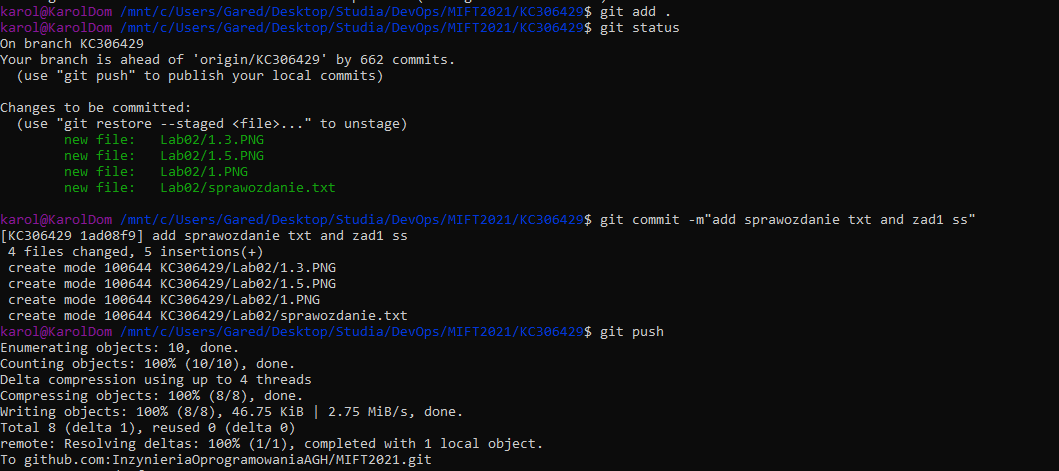 karol@KarolDom /mnt/c/Users/Gared/Desktop/Studia/DevOps/MIFT2021/KC306429$ git add .
karol@KarolDom /mnt/c/Users/Gared/Desktop/Studia/DevOps/MIFT2021/KC306429$ git status
On branch KC306429
Your branch is ahead of 'origin/KC306429' by 662 commits.
  (use "git push" to publish your local commits)

Changes to be committed:
  (use "git restore --staged <file>..." to unstage)
        new file:   Lab02/1.3.PNG
        new file:   Lab02/1.5.PNG
        new file:   Lab02/1.PNG
        new file:   Lab02/sprawozdanie.txt

karol@KarolDom /mnt/c/Users/Gared/Desktop/Studia/DevOps/MIFT2021/KC306429$ git commit -m"add sprawozdanie txt and zad1 ss"
[KC306429 1ad08f9] add sprawozdanie txt and zad1 ss
 4 files changed, 5 insertions(+)
 create mode 100644 KC306429/Lab02/1.3.PNG
 create mode 100644 KC306429/Lab02/1.5.PNG
 create mode 100644 KC306429/Lab02/1.PNG
 create mode 100644 KC306429/Lab02/sprawozdanie.txt
karol@KarolDom /mnt/c/Users/Gared/Desktop/Studia/DevOps/MIFT2021/KC306429$ git push
Enumerating objects: 10, done.
Counting objects: 100% (10/10), done.
Delta compression using up to 4 threads
Compressing objects: 100% (8/8), done.
Writing objects: 100% (8/8), 46.75 KiB | 2.75 MiB/s, done.
Total 8 (delta 1), reused 0 (delta 0)
remote: Resolving deltas: 100% (1/1), completed with 1 local object.
To github.com:InzynieriaOprogramowaniaAGH/MIFT2021.git